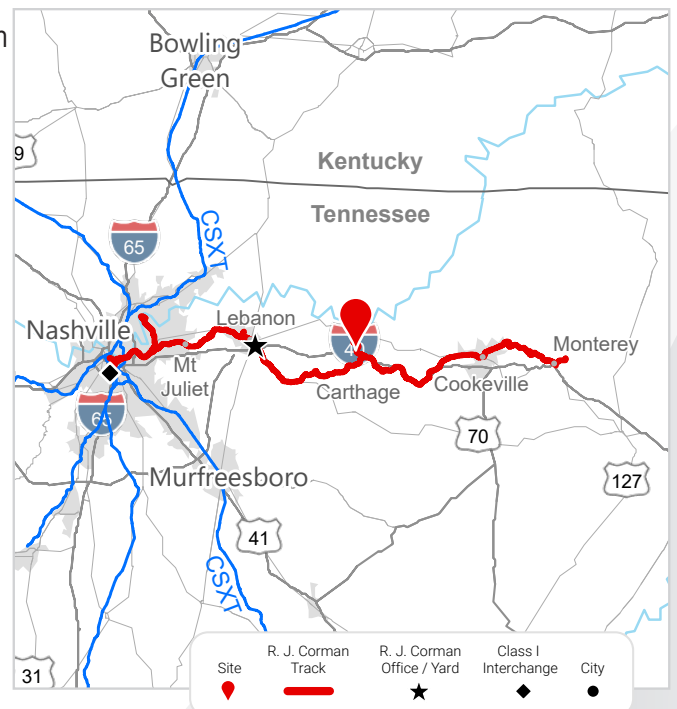 Bowling
Green
9
Kentucky
Tennessee
65
CSXT
Nashville
Lebanon
Mt
Juliet
Carthage
Cookeville
Monterey
65
70
127
Murfreesboro
41
CSXT
31
Site
R. J. Corman
Track
R. J. Corman
Office / Yard
Class I
Interchange
City